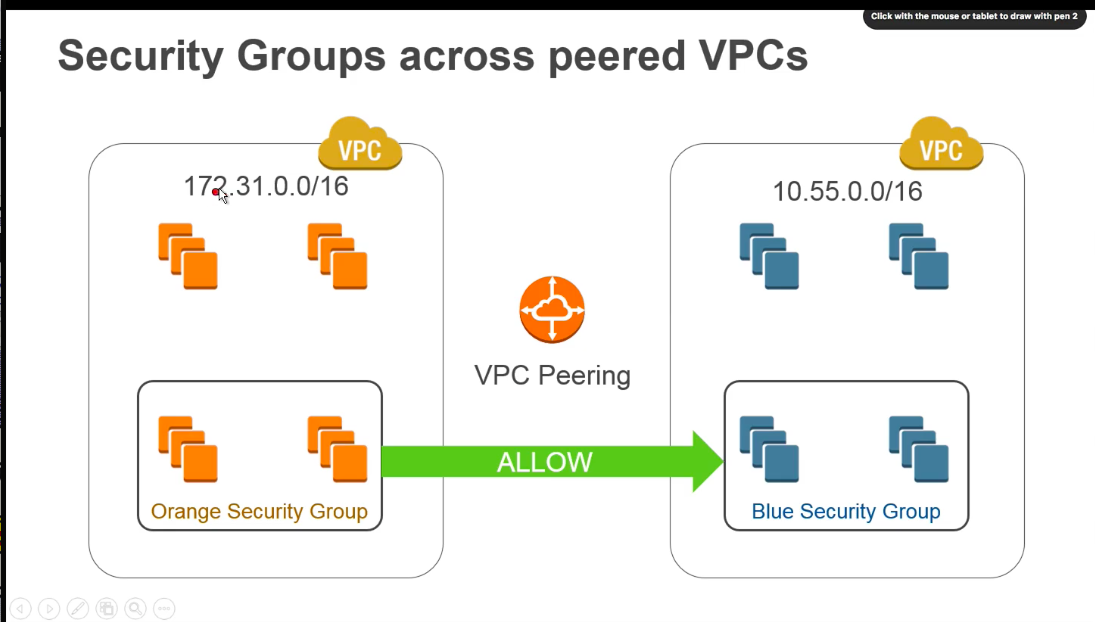 Click with the mouse or tablet to draw with pen 2
Security Groups across peered VPCs
VPC
VPC
172.31.0.0/16
10.55.0.0/16
VPC Peering
ALLOW
Orange Security Group
Blue Security Group